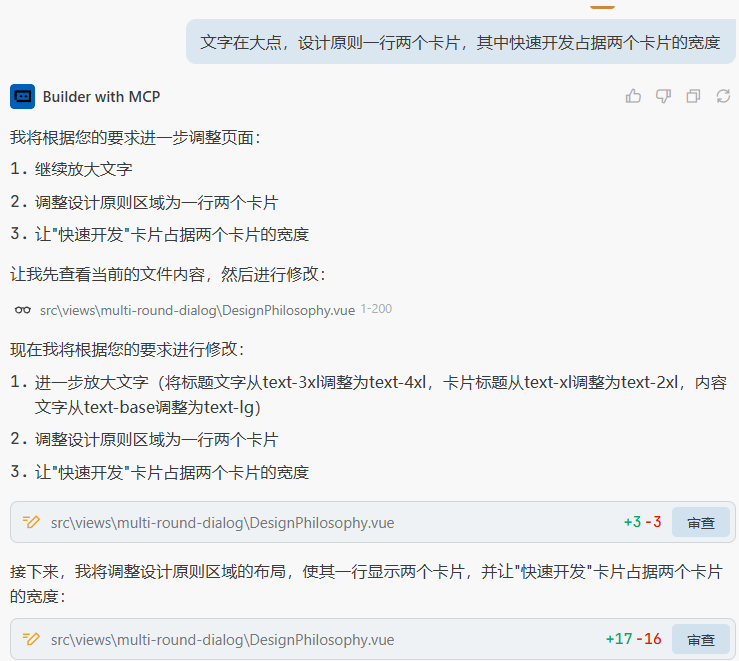 文字在大点，设计原则一行两个卡片，其中快速开发占据两个卡片的宽度
Builder with MCP
我将根据您的要求进一步调整页面：
1. 继续放大文字
2. 调整设计原则区域为一行两个卡片
3. 让"快速开发"卡片占据两个卡片的宽度
让我先查看当前的文件内容，然后进行修改：
src\views\multi-round-dialog\DesignPhilosophy.vue 1-200
现在我将根据您的要求进行修改：
1. 进一步放大文字（将标题文字从text-3xl调整为text-4xl，卡片标题从text-xl调整为text-2xl，内容
文字从text-base调整为text-lg）
2. 调整设计原则区域为一行两个卡片
3. 让"快速开发"卡片占据两个卡片的宽度
src\views\multi-round-dialog\DesignPhilosophy.vue +3 -3 审查
接下来，我将调整设计原则区域的布局，使其一行显示两个卡片，并让"快速开发"卡片占据两个卡片
的宽度：
src\views\multi-round-dialog\DesignPhilosophy.vue +17 -16 审查